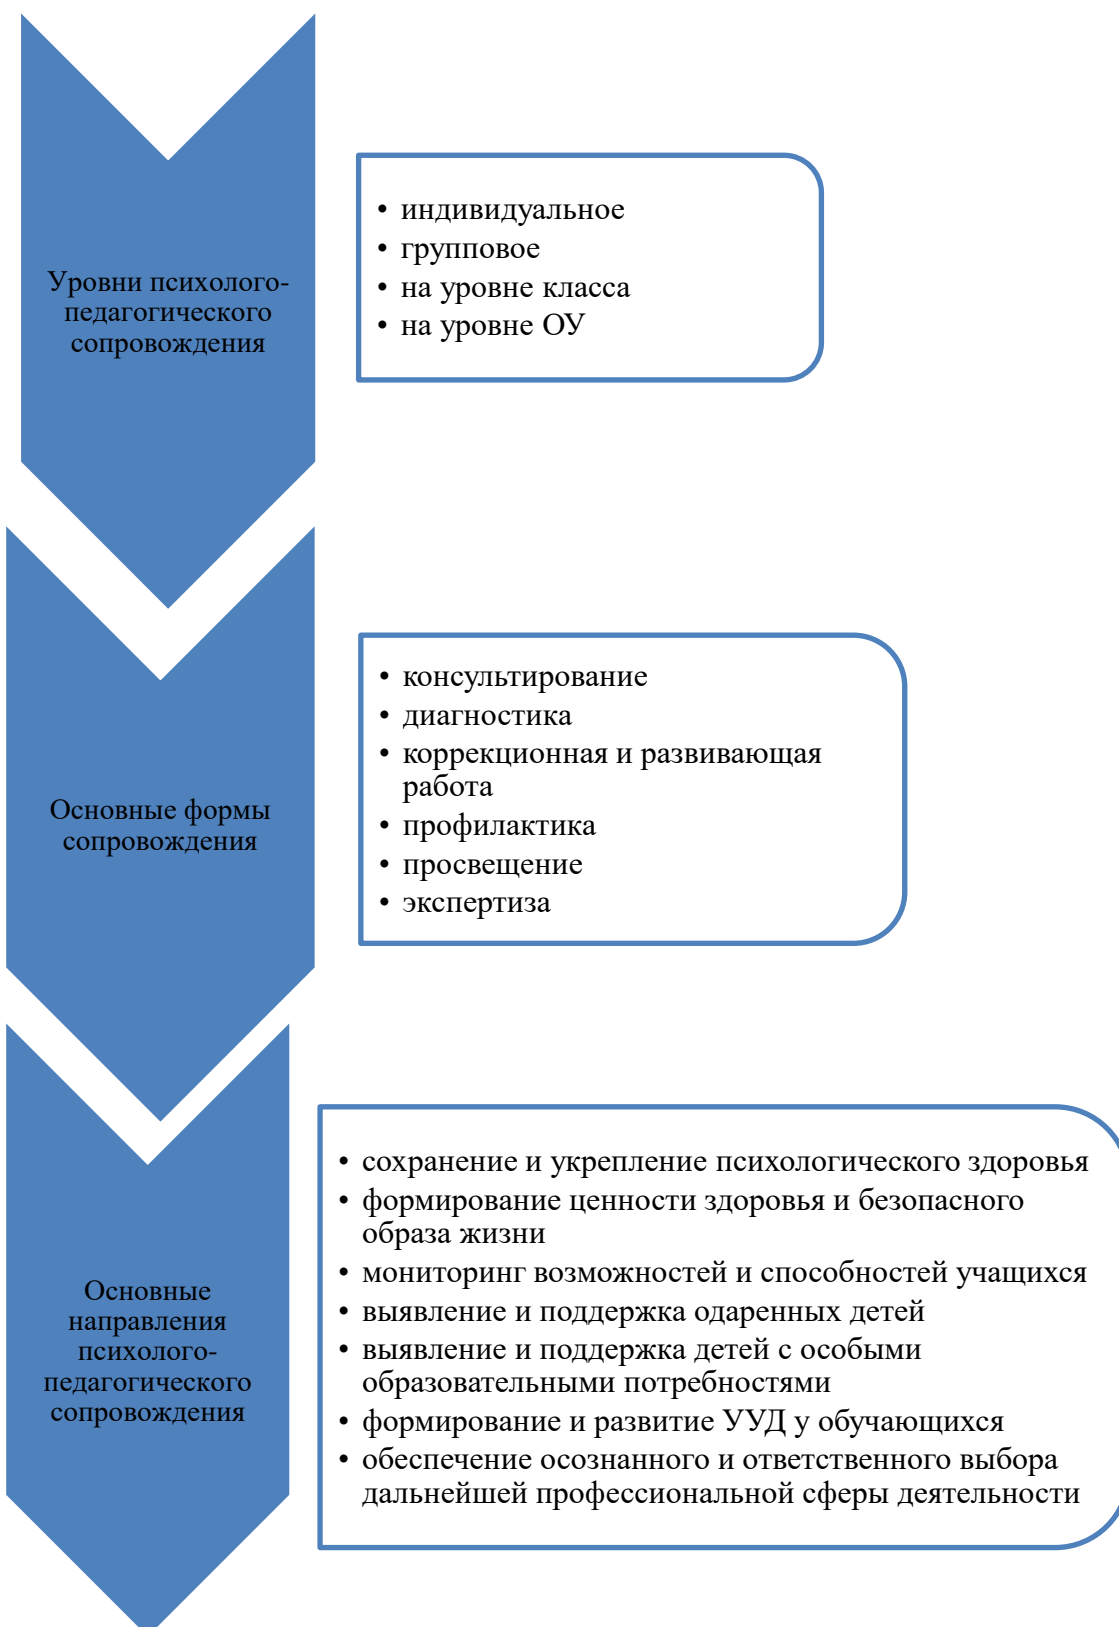 Уровни психолого-
педагогического
сопровождения
• индивидуальное
• групповое
• на уровне класса
• на уровне ОУ
Основные формы
сопровождения
• консультирование
• диагностика
• коррекционная и развивающая
работа
• профилактика
• просвещение
• экспертиза
Основные
направления
психолого-
педагогического
сопровождения
• сохранение и укрепление психологического здоровья
• формирование ценности здоровья и безопасного
образа жизни
• мониторинг возможностей и способностей учащихся
• выявление и поддержка одаренных детей
• выявление и поддержка детей с особыми
образовательными потребностями
• формирование и развитие УУД у обучающихся
• обеспечение осознанного и ответственного выбора
дальнейшей профессиональной сферы деятельности